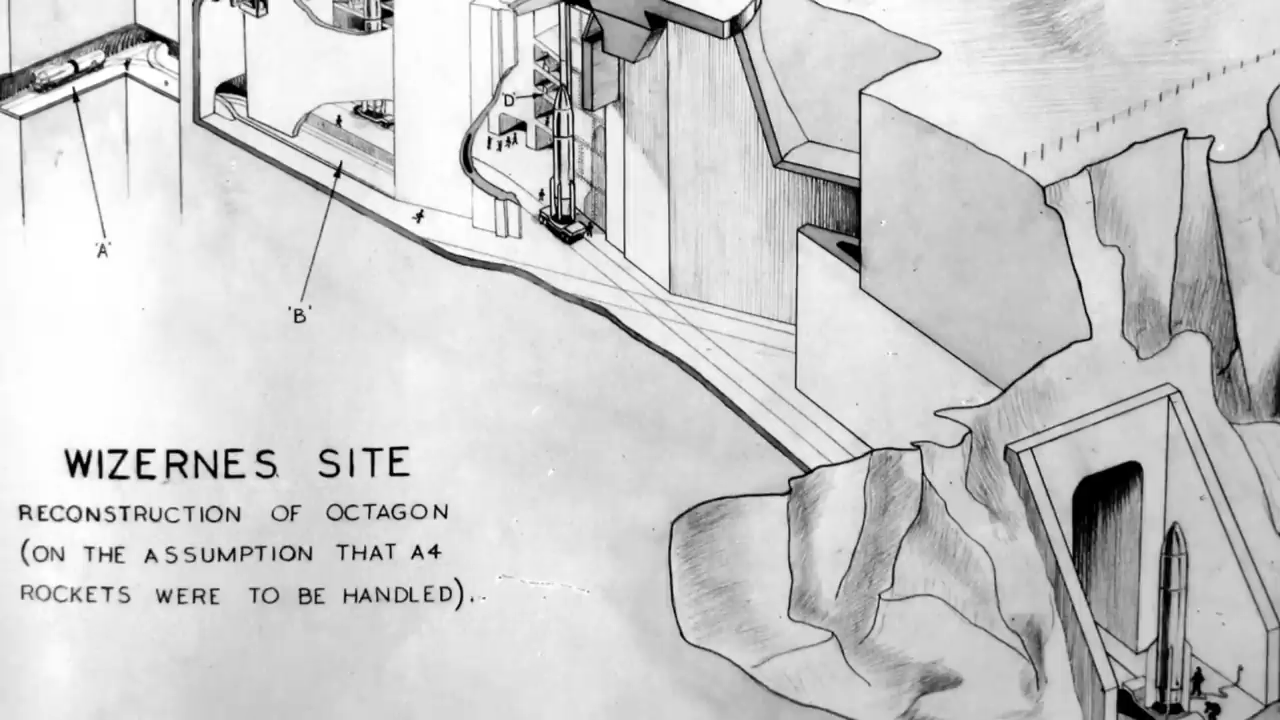 'D'
'A'
'B'
WIZERNES SITE
RECONSTRUCTION OF OCTAGON
(ON THE ASSUMPTION THAT A4
ROCKETS WERE TO BE HANDLED).